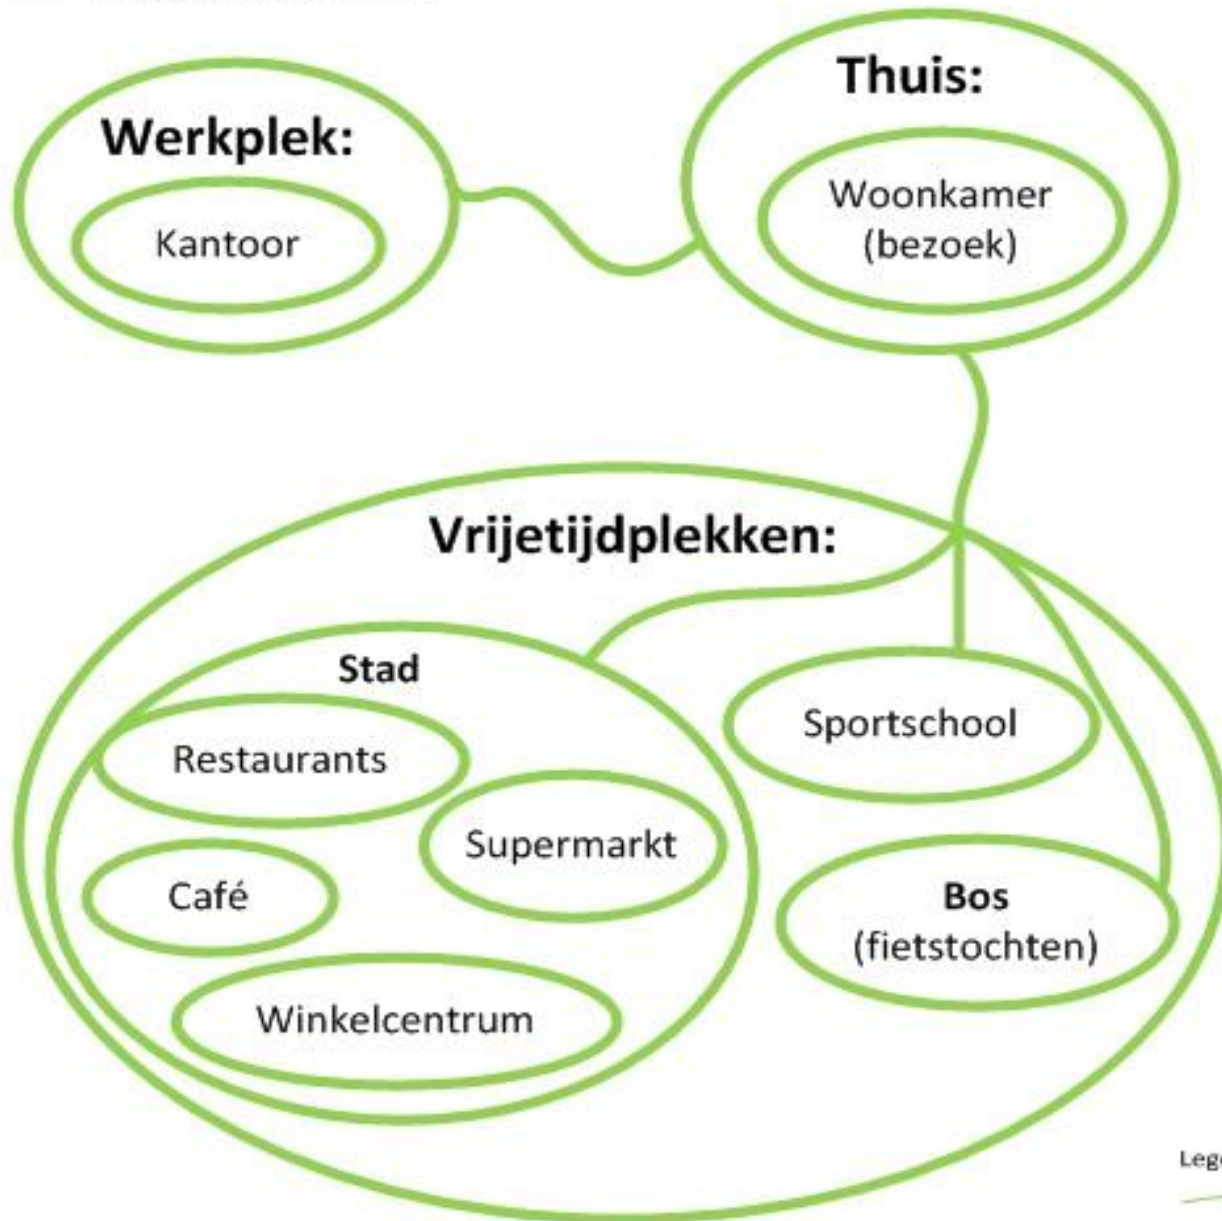 Werkplek:
Kantoor
Thuis:
Woonkamer
(bezoek)
Vrijetijdplekken:
Stad
Restaurants
Supermarkt
Café
Winkelcentrum
Sportschool
Bos
(fietstochten)